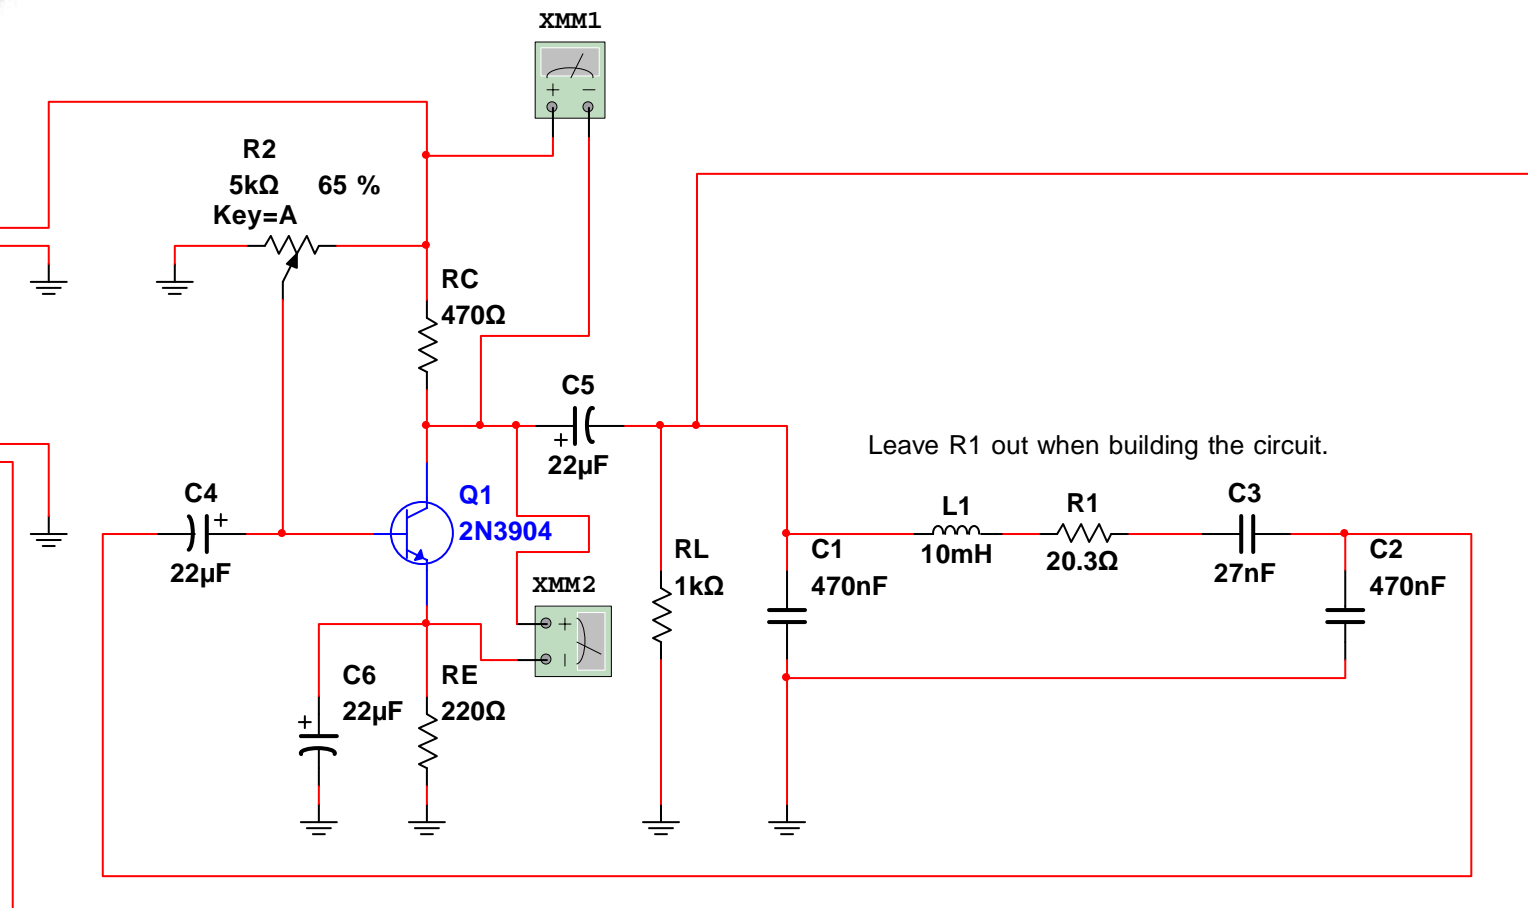 XMM1
+ −
R2
5kΩ 65 %
Key=A
RC
470Ω
C5
+
22µF
Leave R1 out when building the circuit.
C4
+
22µF
Q1
2N3904
L1
10mH
R1
20.3Ω
C3
27nF
C1
470nF
C2
470nF
RL
1kΩ
XMM2
+
−
C6
+
22µF
RE
220Ω